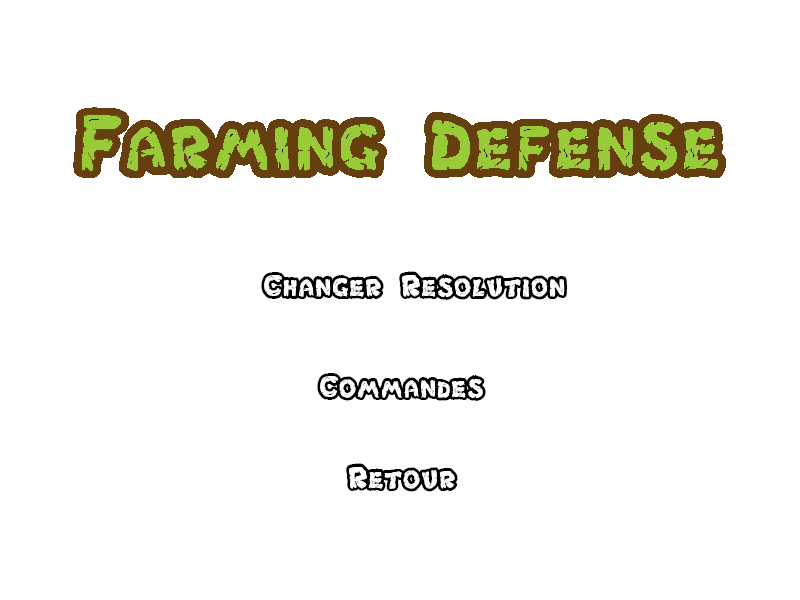 Farming Defense
Changer Resolution
Commandes
Retour